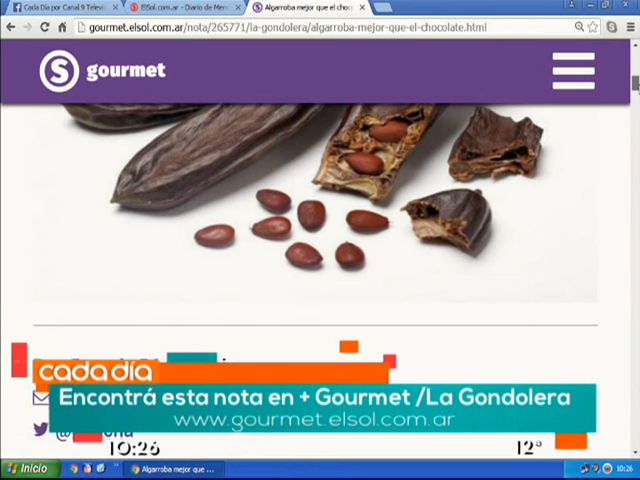 Cada Día por Canal 9 Televi
ElSol.com.ar - Diario de Men
Algarroba mejor que el choc
gourmet.elsol.com.ar/nota/265771/la-gondolera/algarroba-mejor-que-el-chocolate.html
S gourmet
cada día
Encontrá esta nota en + Gourmet /La Gondolera
www.gourmet.elsol.com.ar
10:26
12°
Inicio
Algarroba mejor que ...
10:26